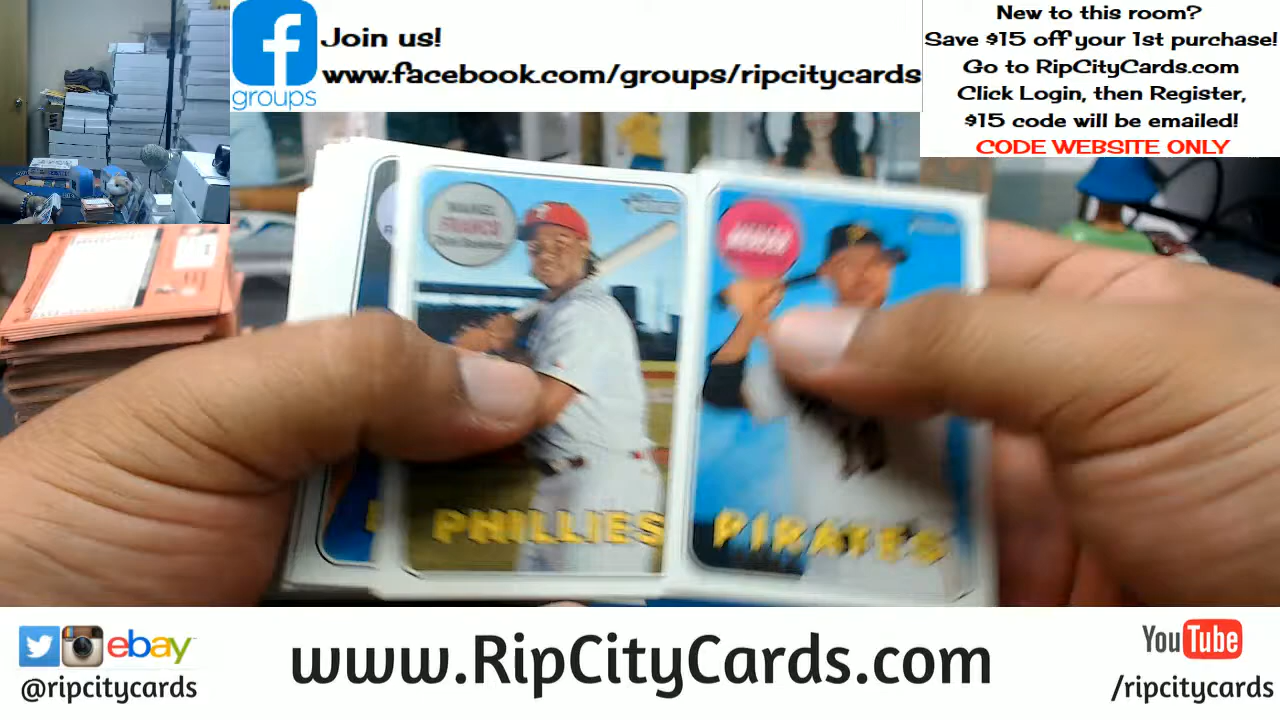 Join us!
www.facebook.com/groups/ripcitycards
groups
New to this room?
Save $15 off your 1st purchase!
Go to RipCityCards.com
Click Login, then Register,
$15 code will be emailed!
CODE WEBSITE ONLY
FRANCO
PHILLIES
PIRATES
ebay
@ripcitycards
www.RipCityCards.com
YouTube
/ripcitycards